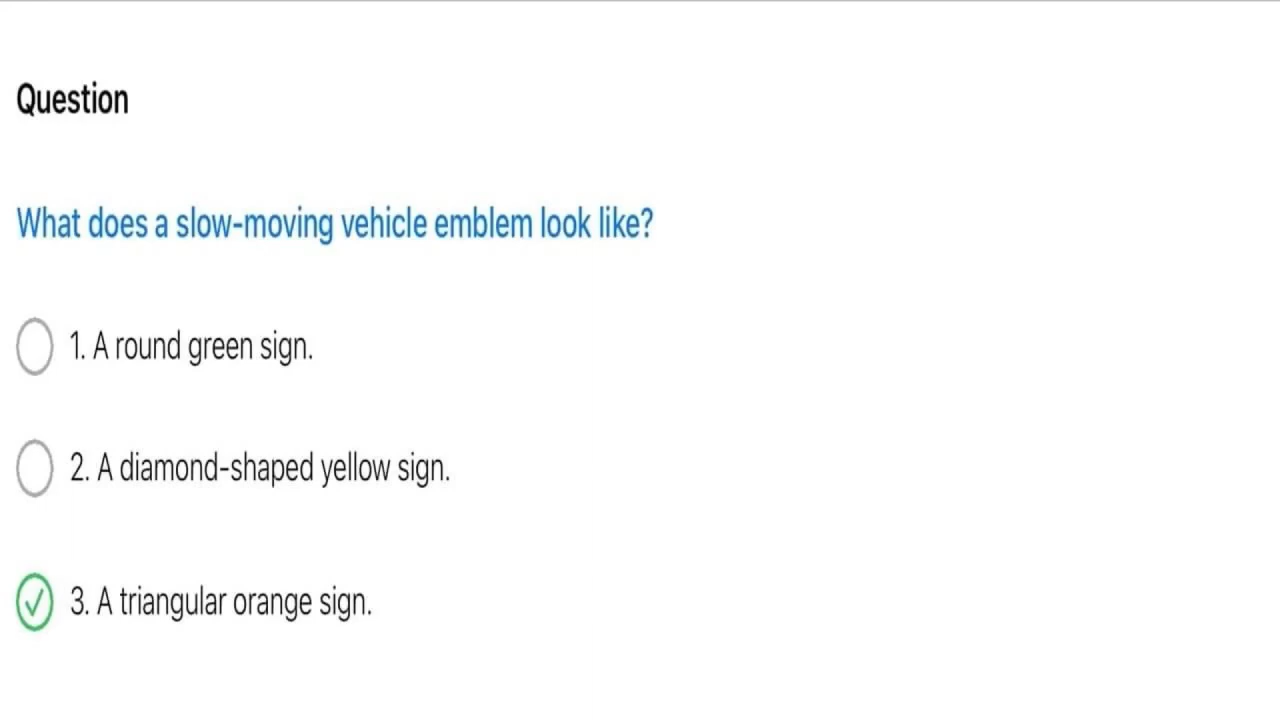 Question
What does a slow-moving vehicle emblem look like?
1. A round green sign.
2. A diamond-shaped yellow sign.
3. A triangular orange sign.